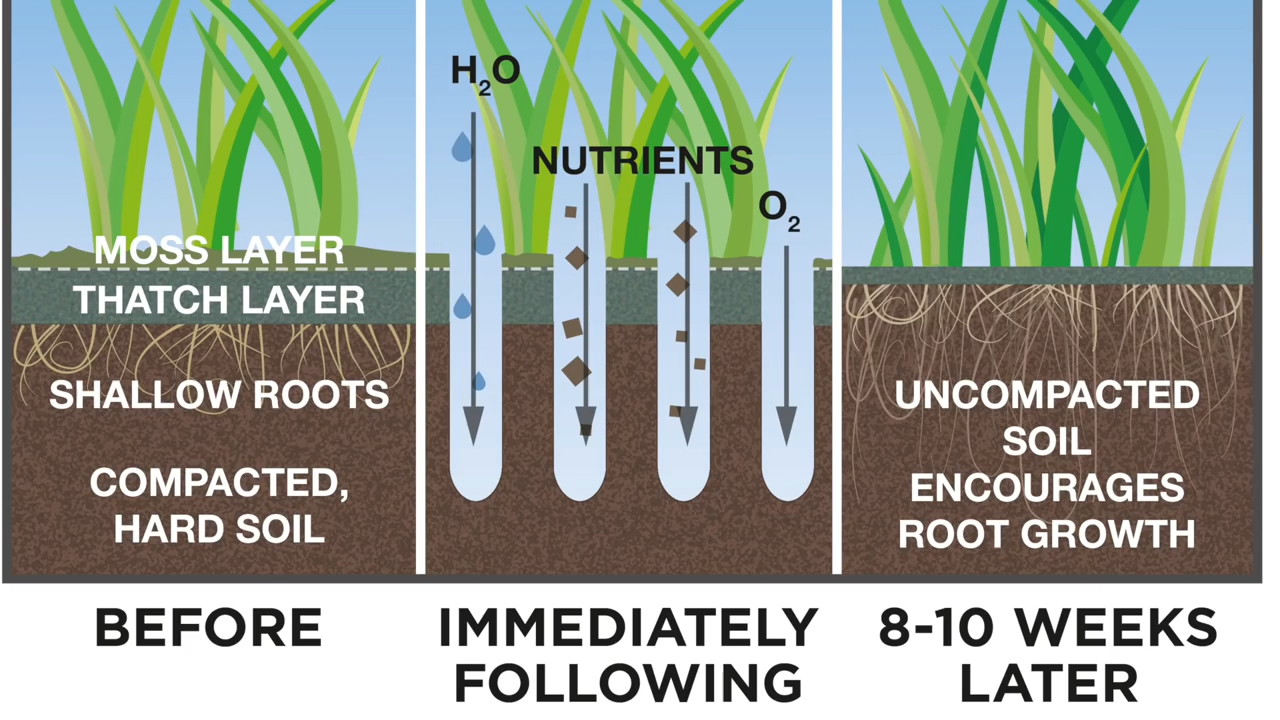 MOSS LAYER
THATCH LAYER
SHALLOW ROOTS
COMPACTED,
HARD SOIL
BEFORE
H₂O
NUTRIENTS
O₂
IMMEDIATELY
FOLLOWING
UNCOMPACTED
SOIL
ENCOURAGES
ROOT GROWTH
8-10 WEEKS
LATER